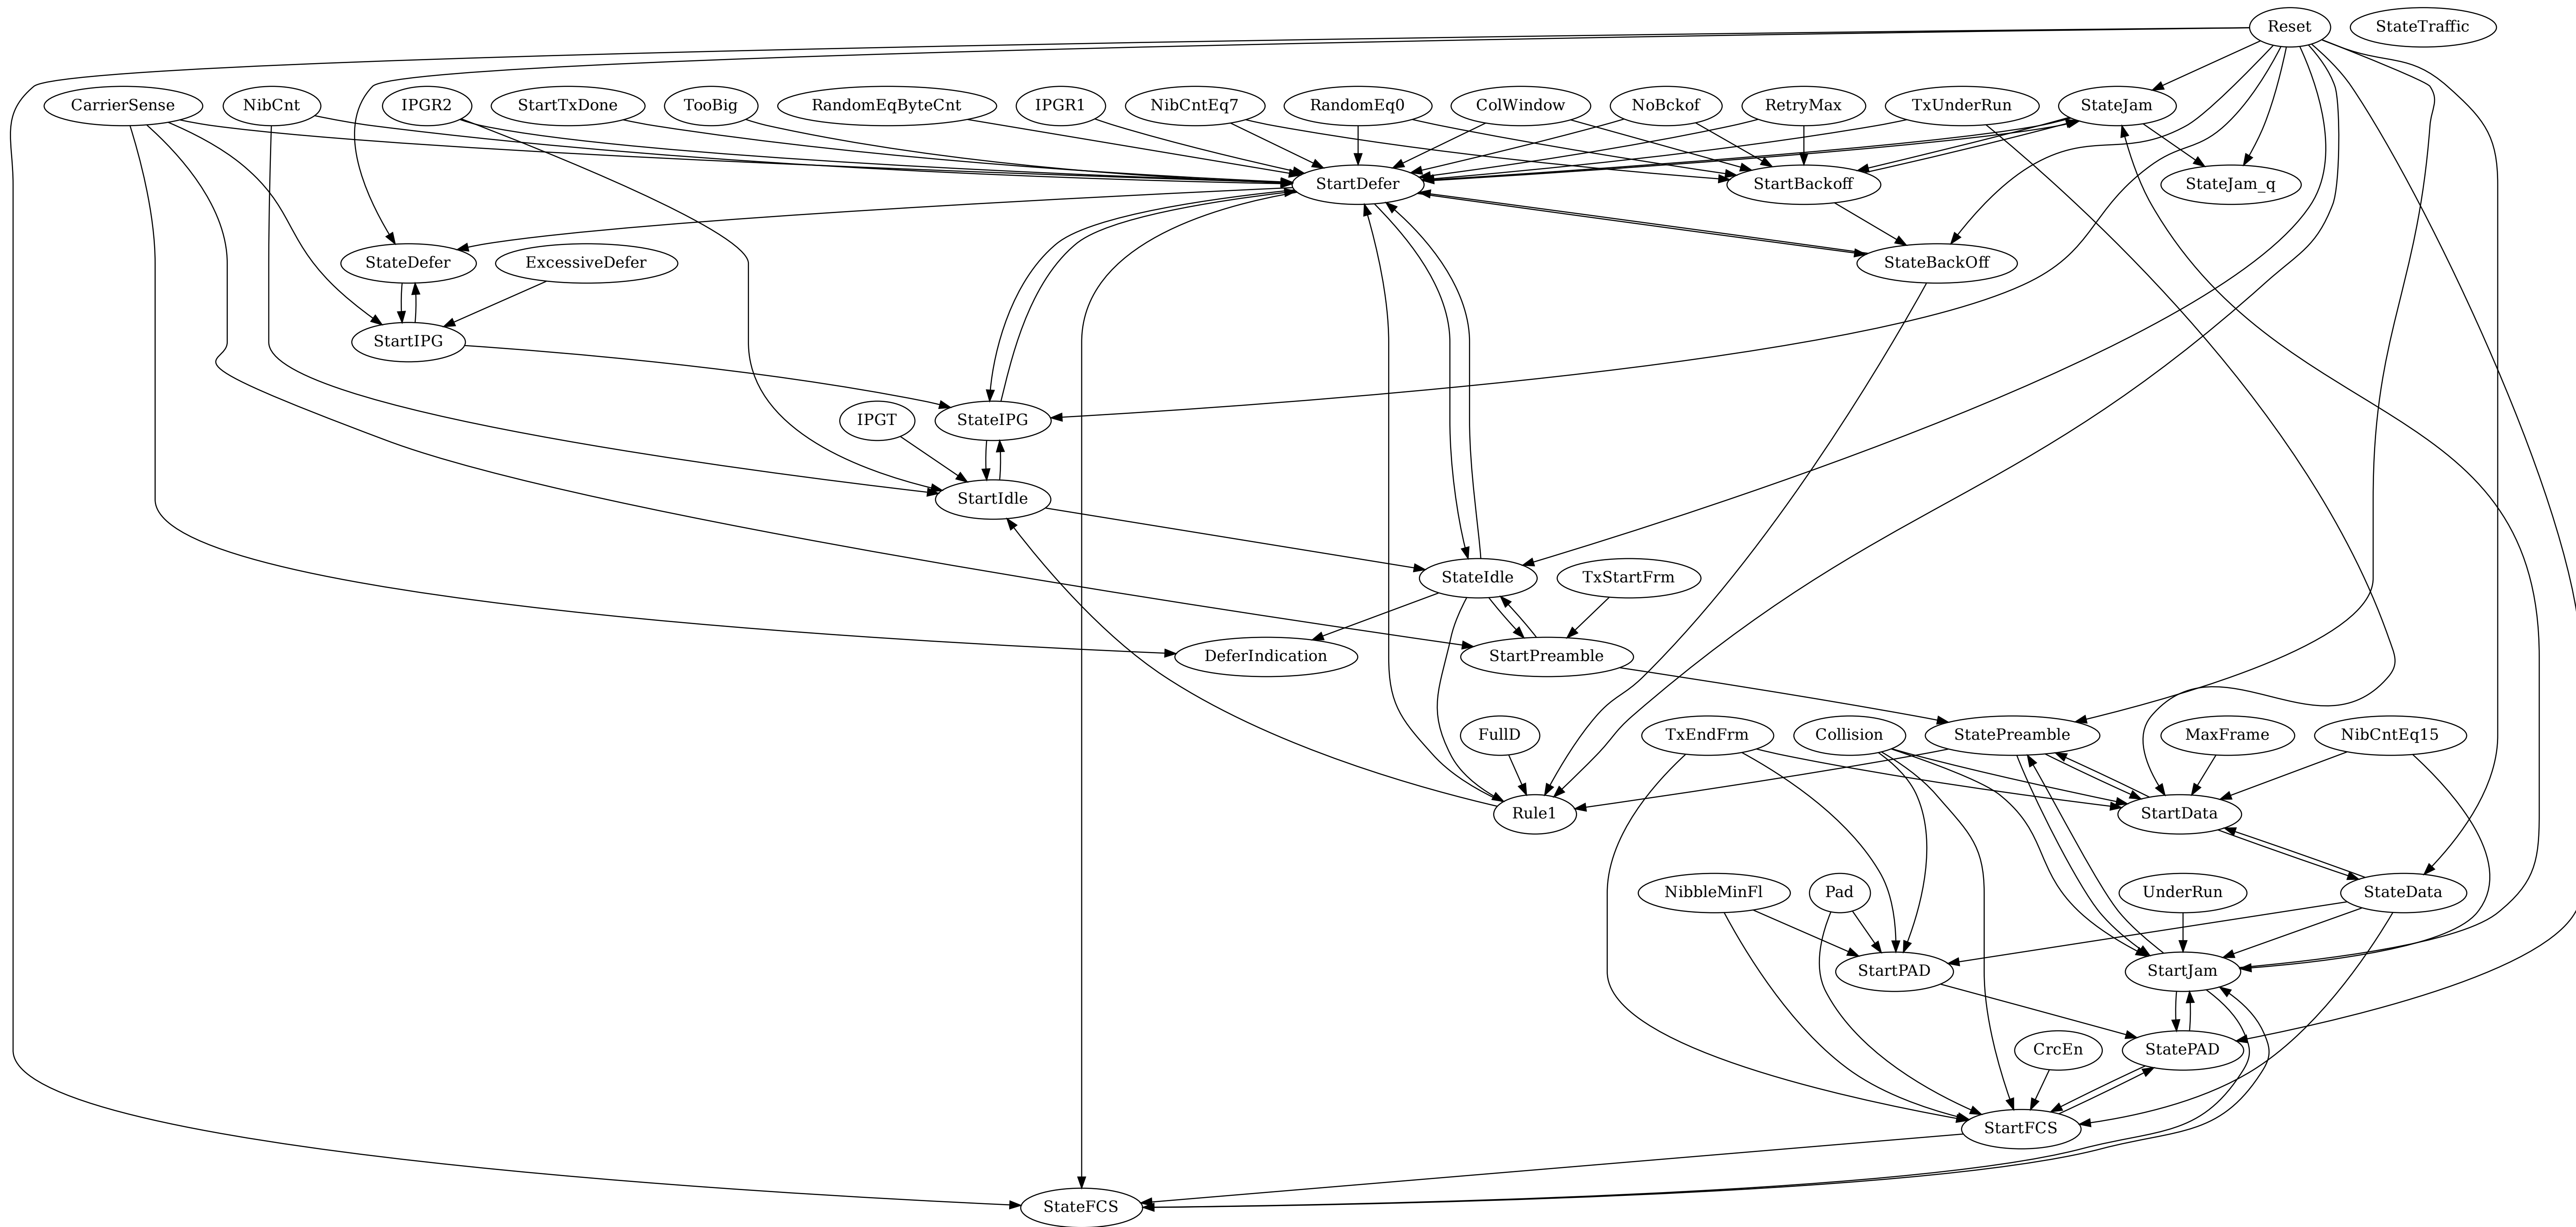 Reset
StateTraffic
CarrierSense
NibCnt
IPGR2
StartTxDone
TooBig
RandomEqByteCnt
IPGR1
NibCntEq7
RandomEq0
ColWindow
NoBckof
RetryMax
TxUnderRun
StateJam
StartDefer
StartBackoff
StateJam_q
StateDefer
ExcessiveDefer
StateBackOff
StartIPG
IPGT
StateIPG
StartIdle
StateIdle
TxStartFrm
DeferIndication
StartPreamble
FullD
TxEndFrm
Collision
StatePreamble
MaxFrame
NibCntEq15
Rule1
StartData
NibbleMinFl
Pad
UnderRun
StateData
StartPAD
StartJam
CrcEn
StatePAD
StartFCS
StateFCS